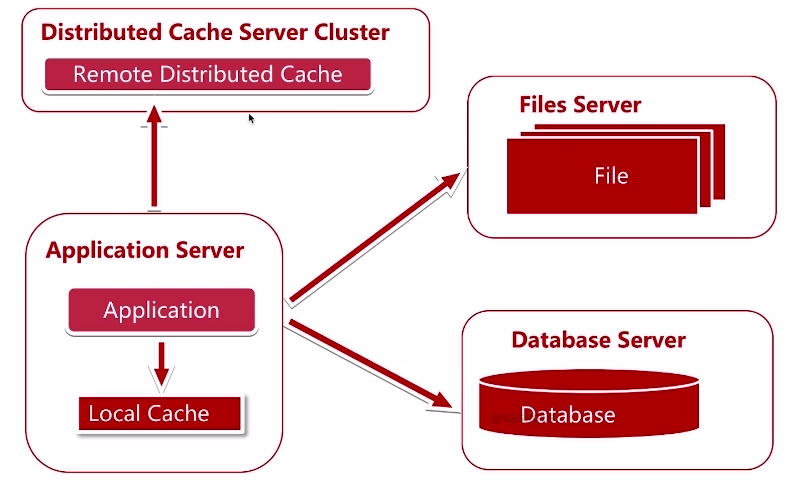 Distributed Cache Server Cluster
Remote Distributed Cache
Files Server
File
Application Server
Application
Local Cache
Database Server
Database